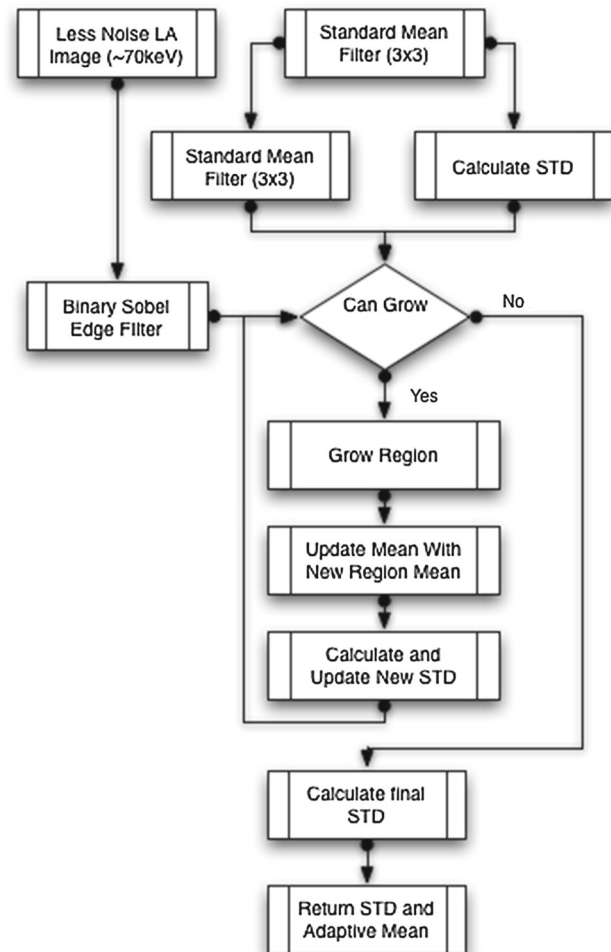 Less Noise LA
Image (~70keV)
Standard Mean
Filter (3x3)
Standard Mean
Filter (3x3)
Calculate STD
Binary Sobel
Edge Filter
Can Grow
No
Yes
Grow Region
Update Mean With
New Region Mean
Calculate and
Update New STD
Calculate final
STD
Return STD and
Adaptive Mean